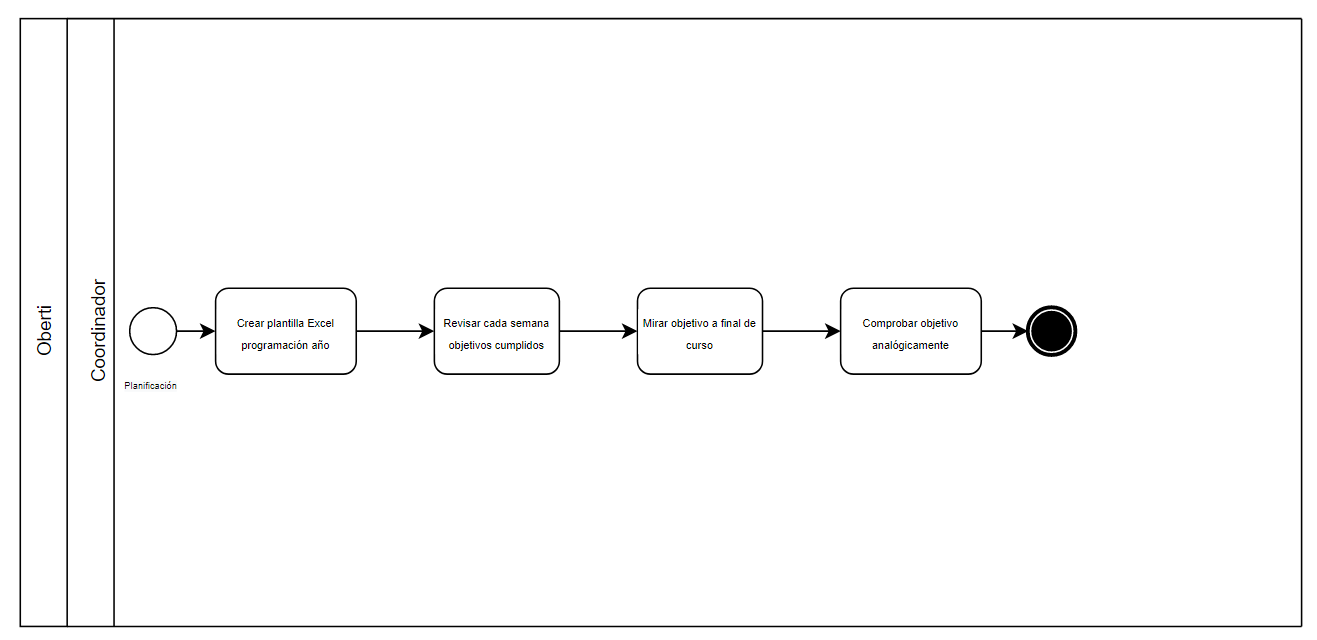 Oberti
Coordinador
Planificación
Crear plantilla Excel
programación año
Revisar cada semana
objetivos cumplidos
Mirar objetivo a final de
curso
Comprobar objetivo
analógicamente